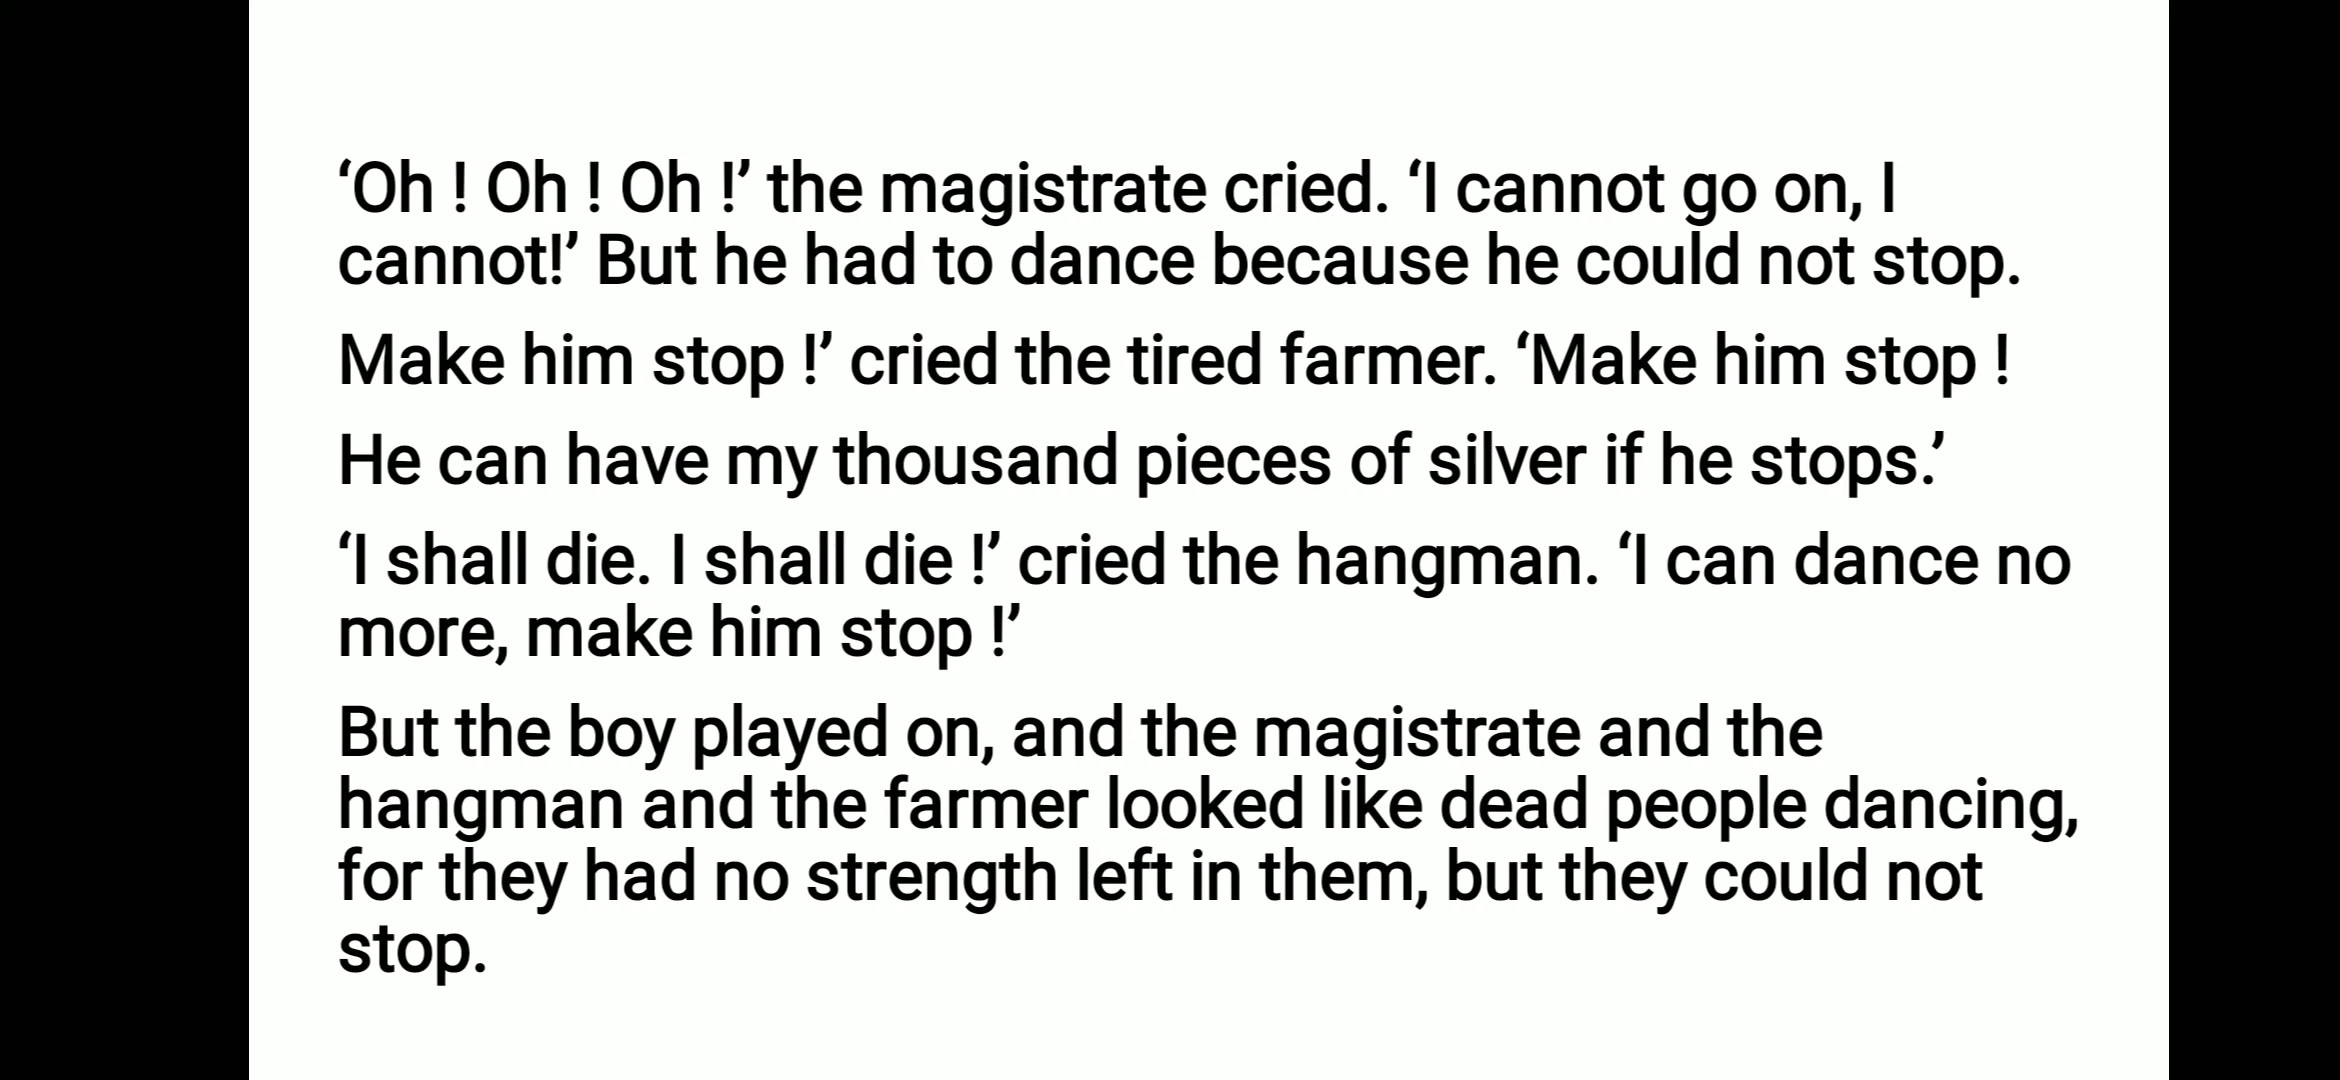 ‘Oh ! Oh ! Oh !’ the magistrate cried. ‘I cannot go on, I
cannot!’ But he had to dance because he could not stop.
Make him stop !’ cried the tired farmer. ‘Make him stop !
He can have my thousand pieces of silver if he stops.’
‘I shall die. I shall die !’ cried the hangman. ‘I can dance no
more, make him stop !’
But the boy played on, and the magistrate and the
hangman and the farmer looked like dead people dancing,
for they had no strength left in them, but they could not
stop.